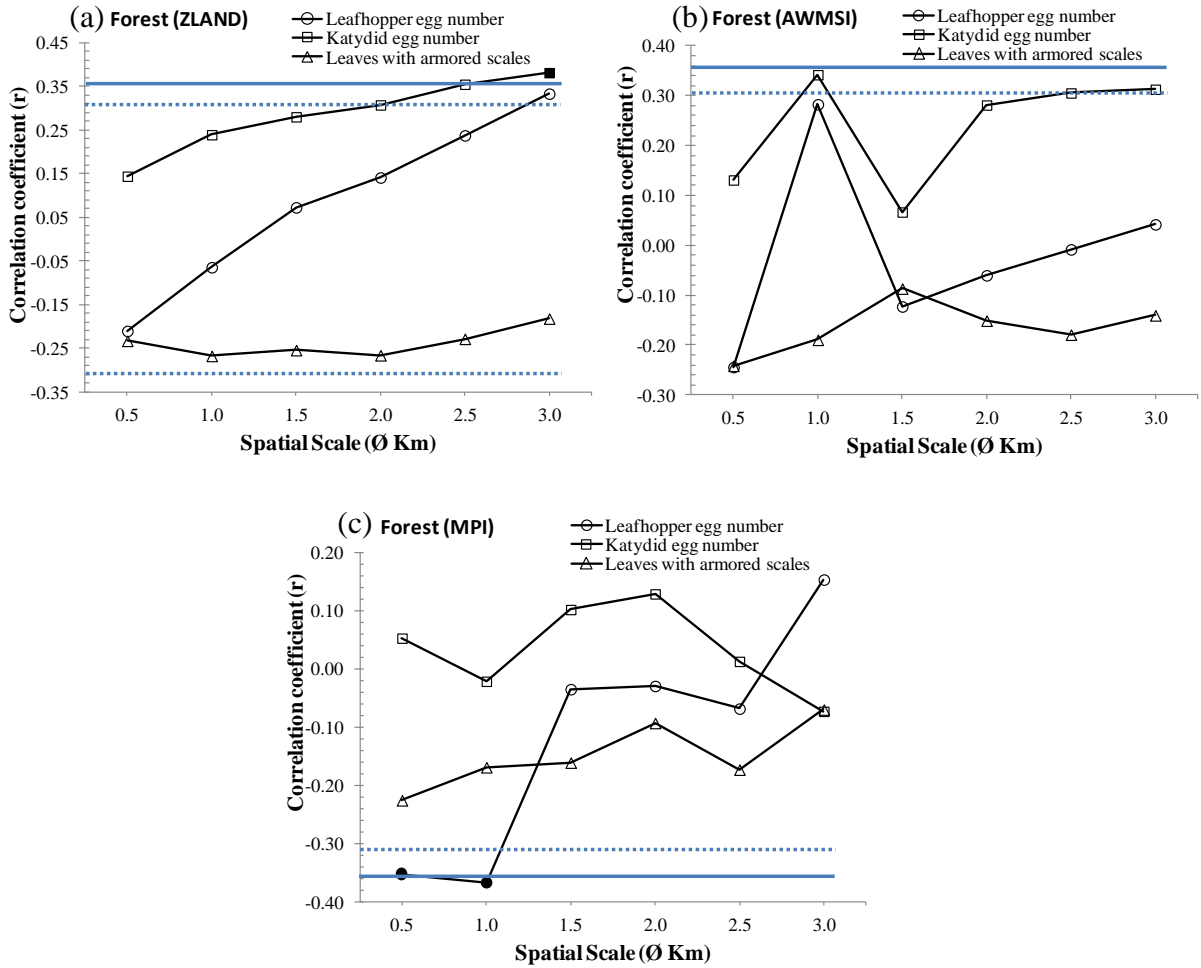 (a) Forest (ZLAND)
Leafhopper egg number
Katydid egg number
Leaves with armored scales
Correlation coefficient (r)
0.45
0.35
0.25
0.15
0.05
-0.05
-0.15
-0.25
-0.35
0.5 1.0 1.5 2.0 2.5 3.0
Spatial Scale (Ø Km)
(b) Forest (AWMSI)
Leafhopper egg number
Katydid egg number
Leaves with armored scales
Correlation coefficient (r)
0.40
0.30
0.20
0.10
0.00
-0.10
-0.20
-0.30
0.5 1.0 1.5 2.0 2.5 3.0
Spatial Scale (Ø Km)
(c) Forest (MPI)
Leafhopper egg number
Katydid egg number
Leaves with armored scales
Correlation coefficient (r)
0.20
0.10
0.00
-0.10
-0.20
-0.30
-0.40
0.5 1.0 1.5 2.0 2.5 3.0
Spatial Scale (Ø Km)